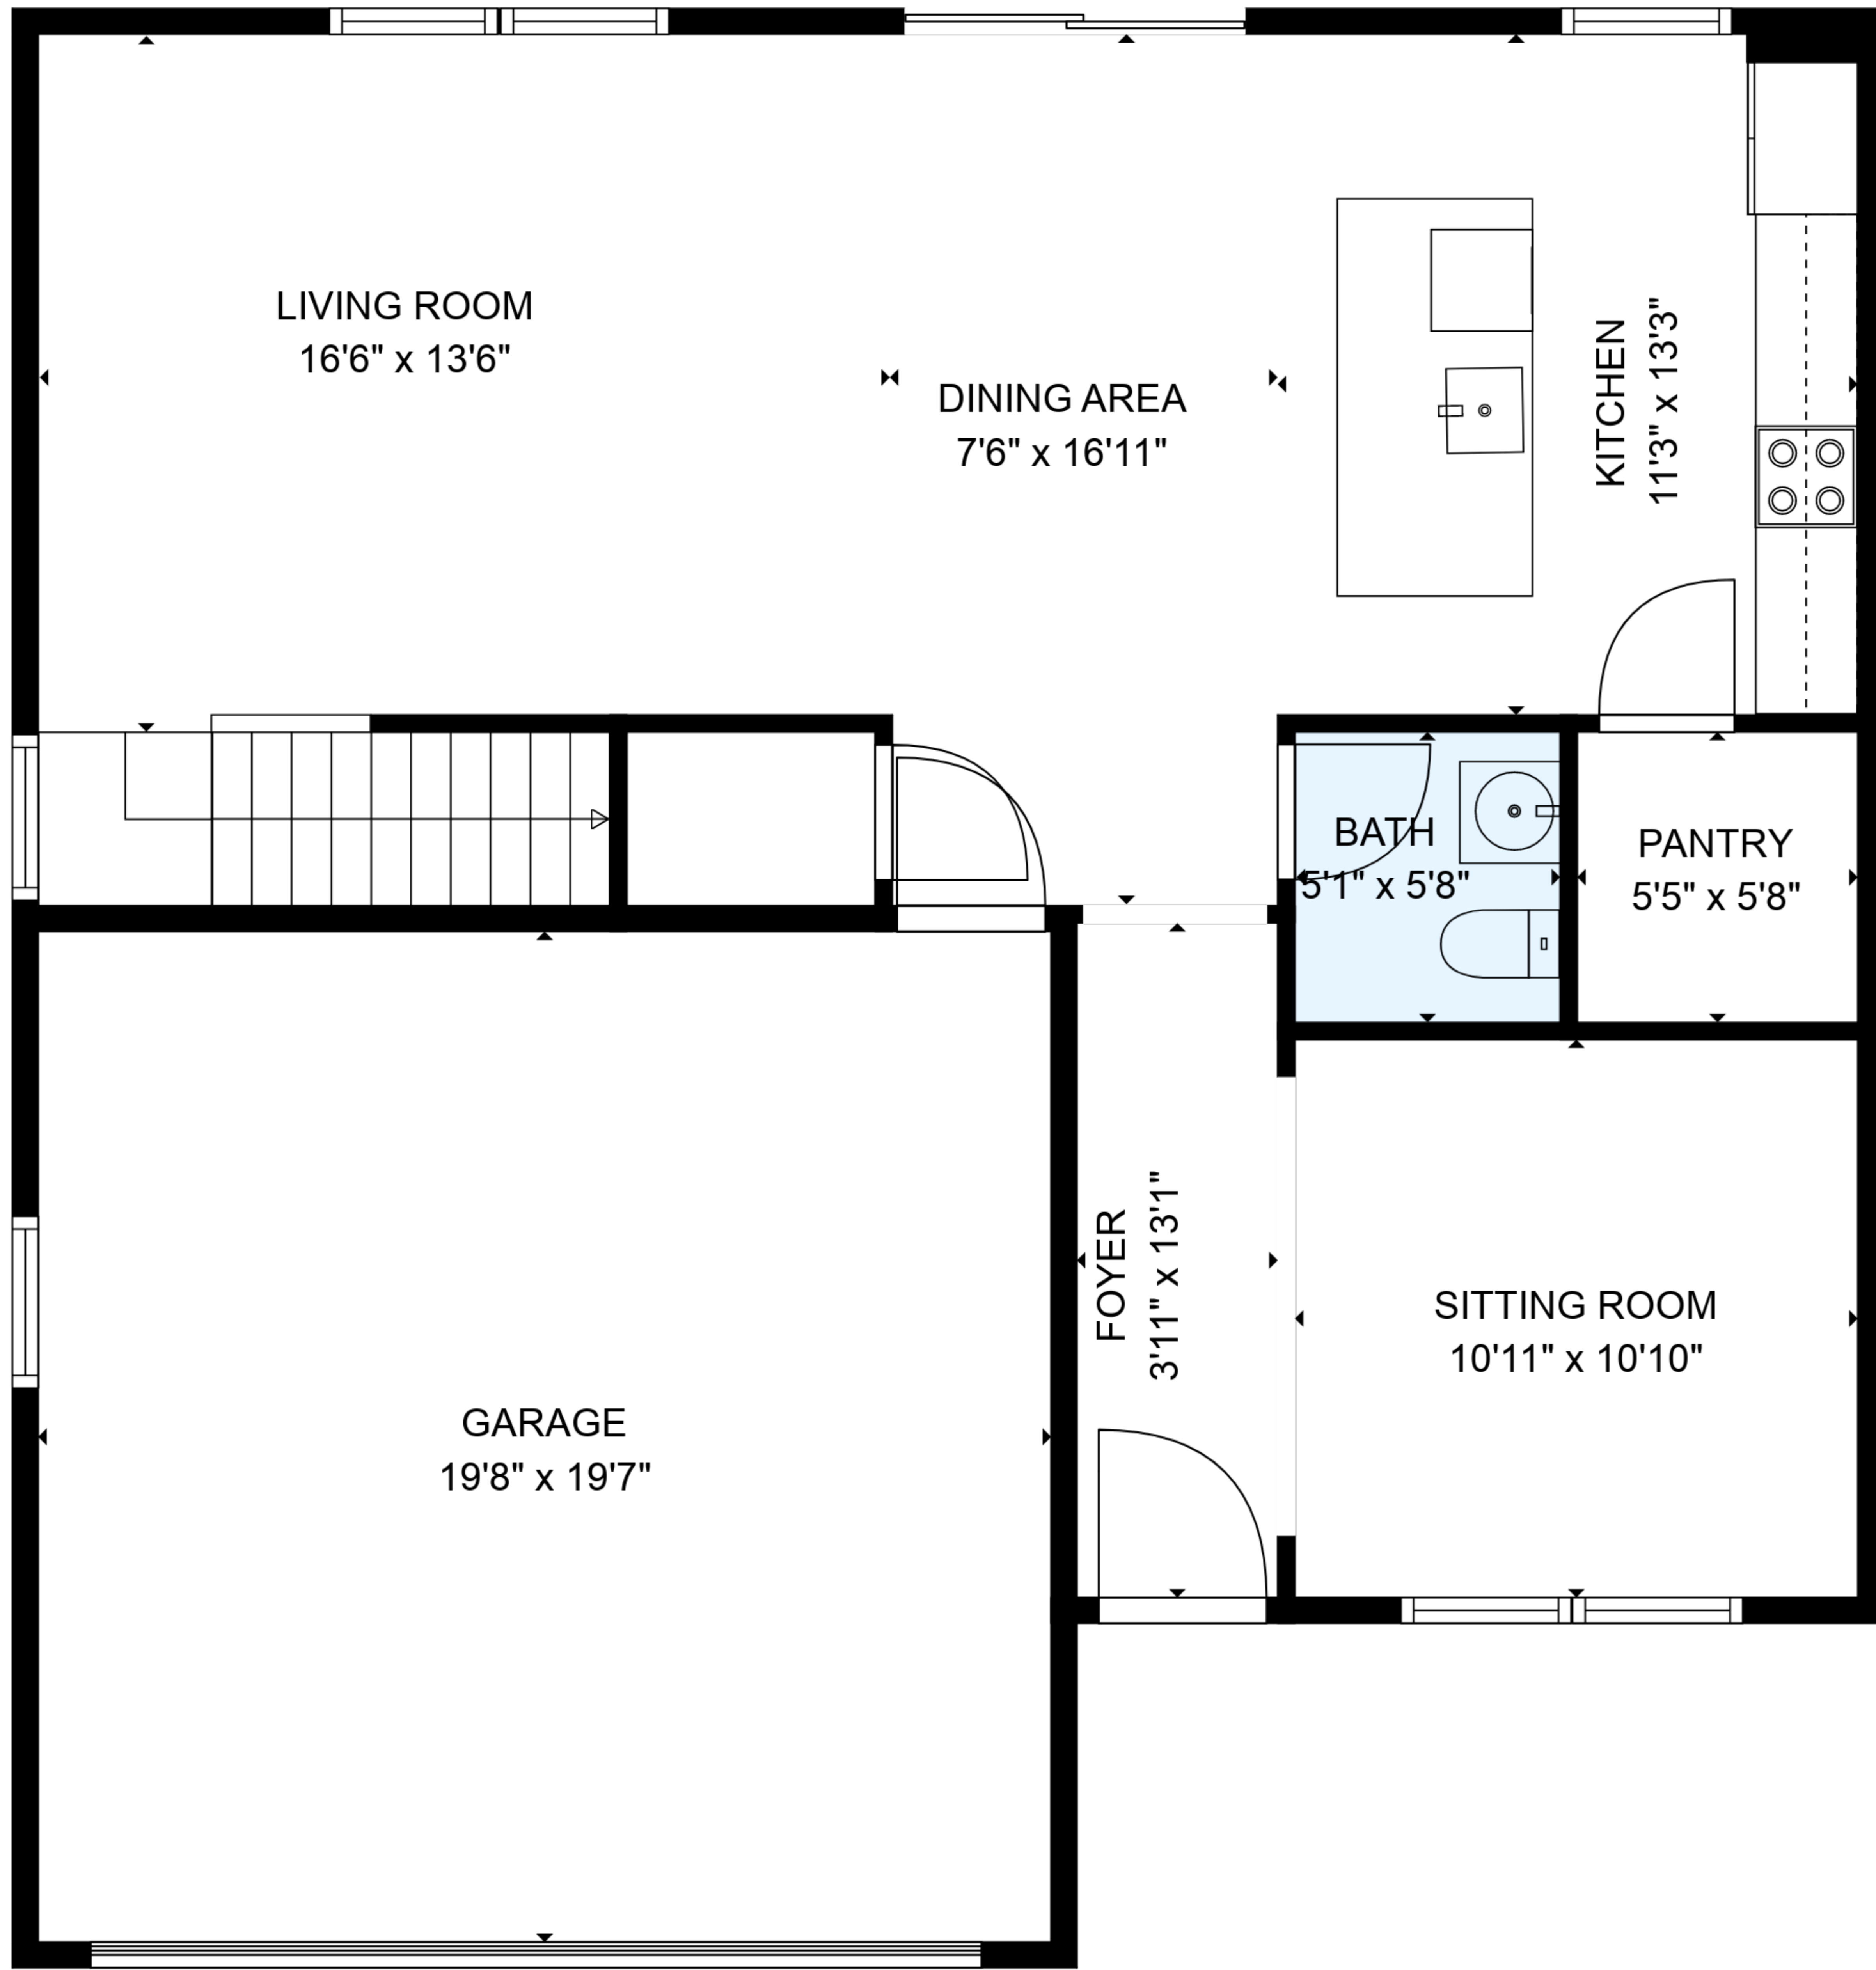 LIVING ROOM
16'6" x 13'6"
DINING AREA
7'6" x 16'11"
KITCHEN
11'3" x 13'3"
BATH
5'1" x 5'8"
PANTRY
5'5" x 5'8"
FOYER
3'11" x 13'1"
SITTING ROOM
10'11" x 10'10"
GARAGE
19'8" x 19'7"